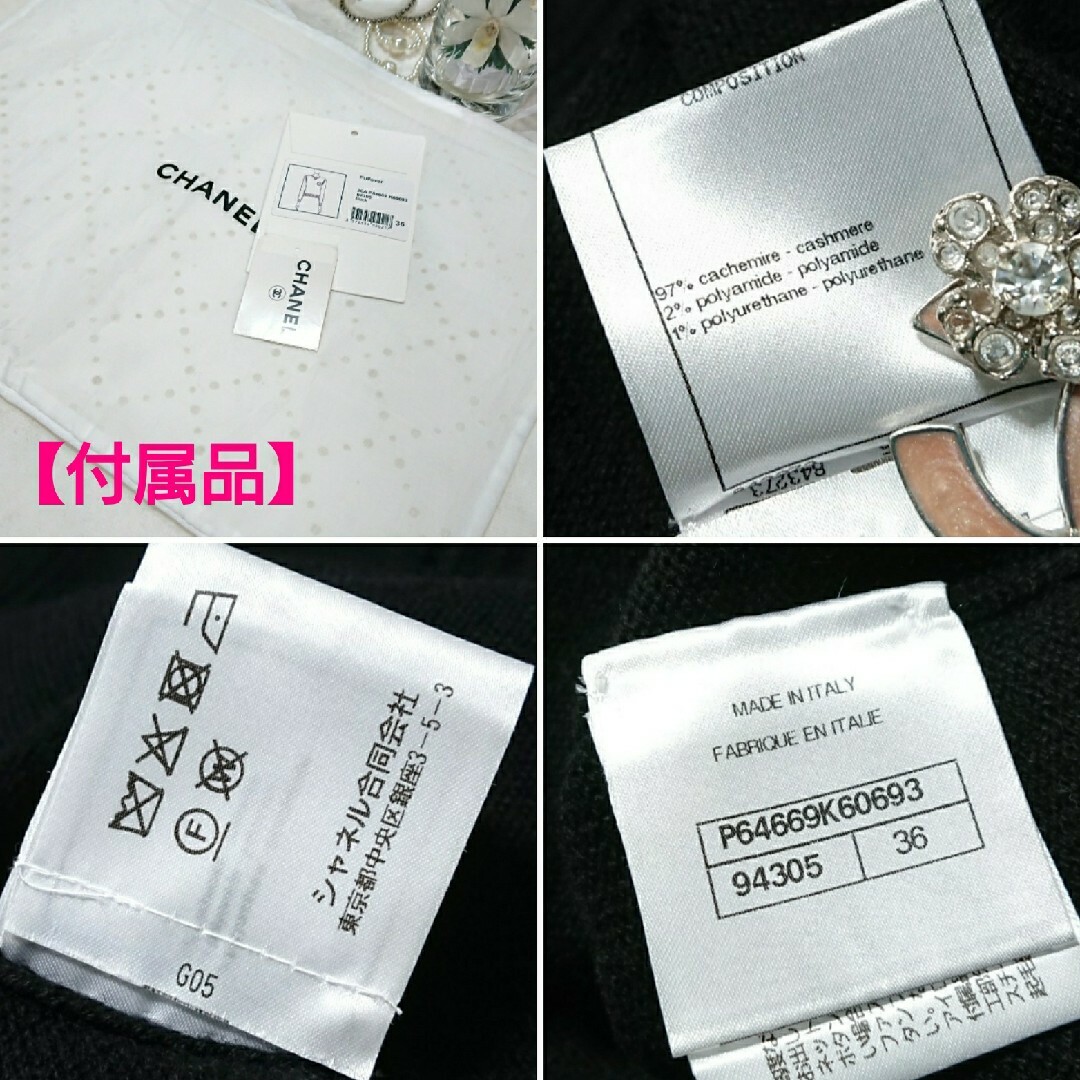 CHANEL
Pullover
36
CHANEL
【付属品】
COMPOSITION
97% cachemire - cashmere
2% polyamide - polyamide
1% polyurethane - polyurethane
シャネル合同会社
東京都中央区銀座3-5-3
F
G05
MADE IN ITALY
FABRIQUE EN ITALIE
P64669K60693
94305 36